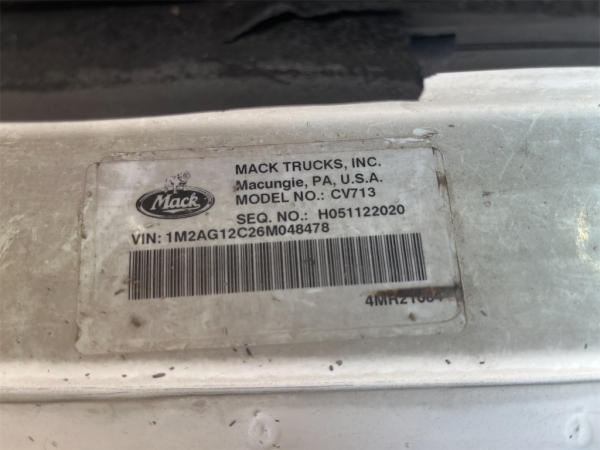 Mack
MACK TRUCKS, INC.
Macungie, PA, U.S.A.
MODEL NO.: CV713
SEQ. NO.: H051122020
VIN: 1M2AG12C26M048478